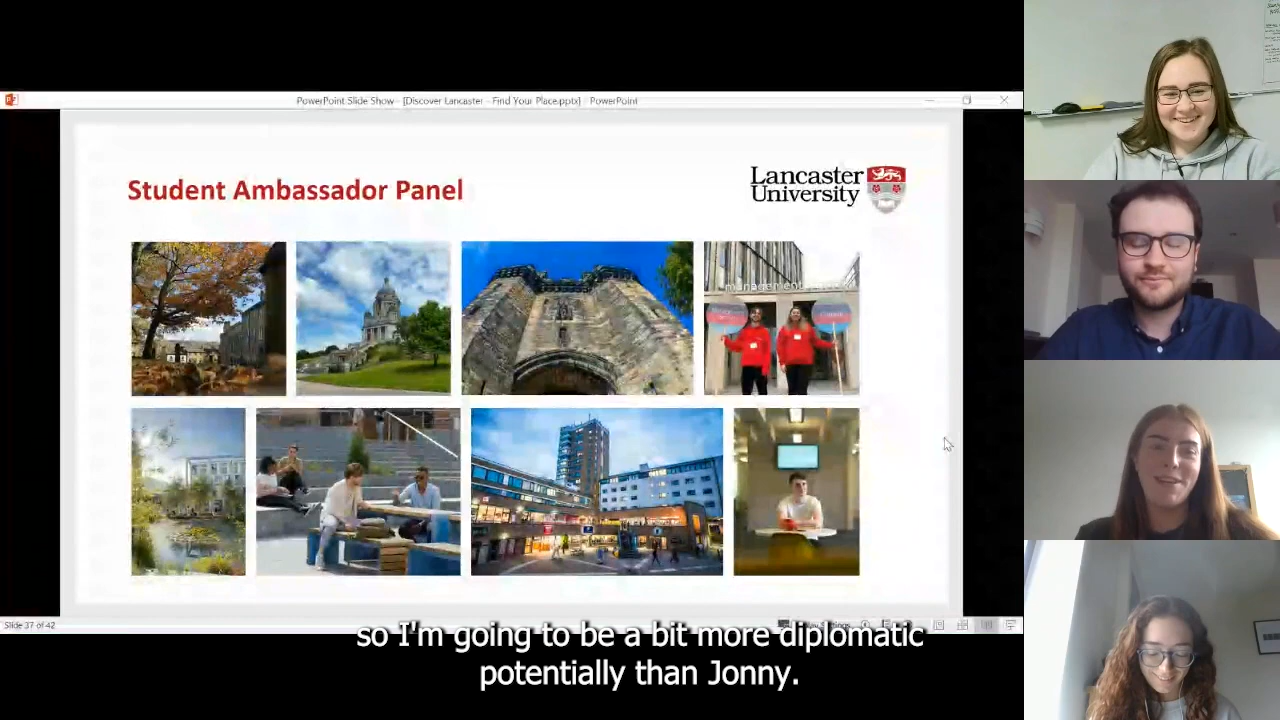 PowerPoint Slide Show - [Discover Lancaster - Find Your Place.pptx] - PowerPoint
Student Ambassador Panel
Lancaster
University
management
Slide 37 of 42
so I'm going to be a bit more diplomatic
potentially than Jonny.